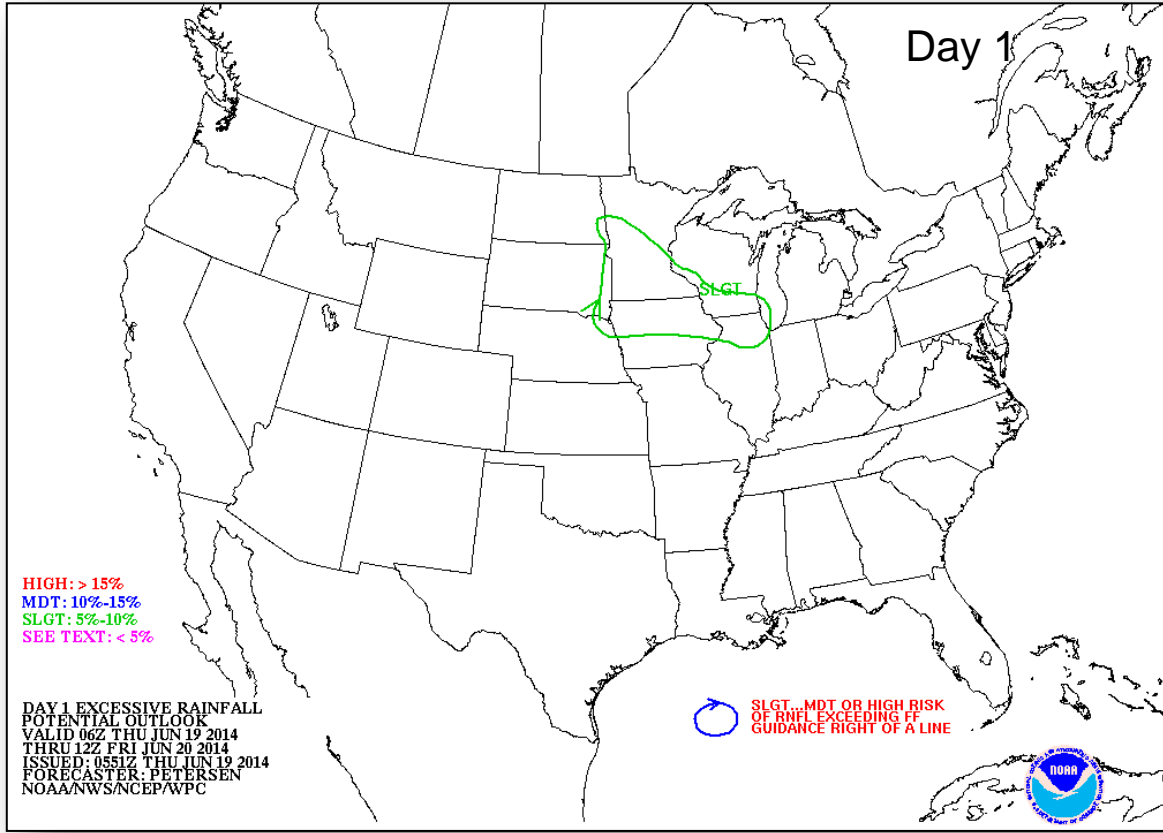 Day 1
SLGT
HIGH: > 15%
MDT: 10%-15%
SLGT: 5%-10%
SEE TEXT: < 5%
DAY 1 EXCESSIVE RAINFALL
POTENTIAL OUTLOOK
VALID 06Z THU JUN 19 2014
THRU 12Z FRI JUN 20 2014
ISSUED: 0551Z THU JUN 19 2014
FORECASTER: PETERSEN
NOAA/NWS/NCEP/WPC
SLGT...MDT OR HIGH RISK
OF RNFL EXCEEDING FF
GUIDANCE RIGHT OF A LINE
NOAA